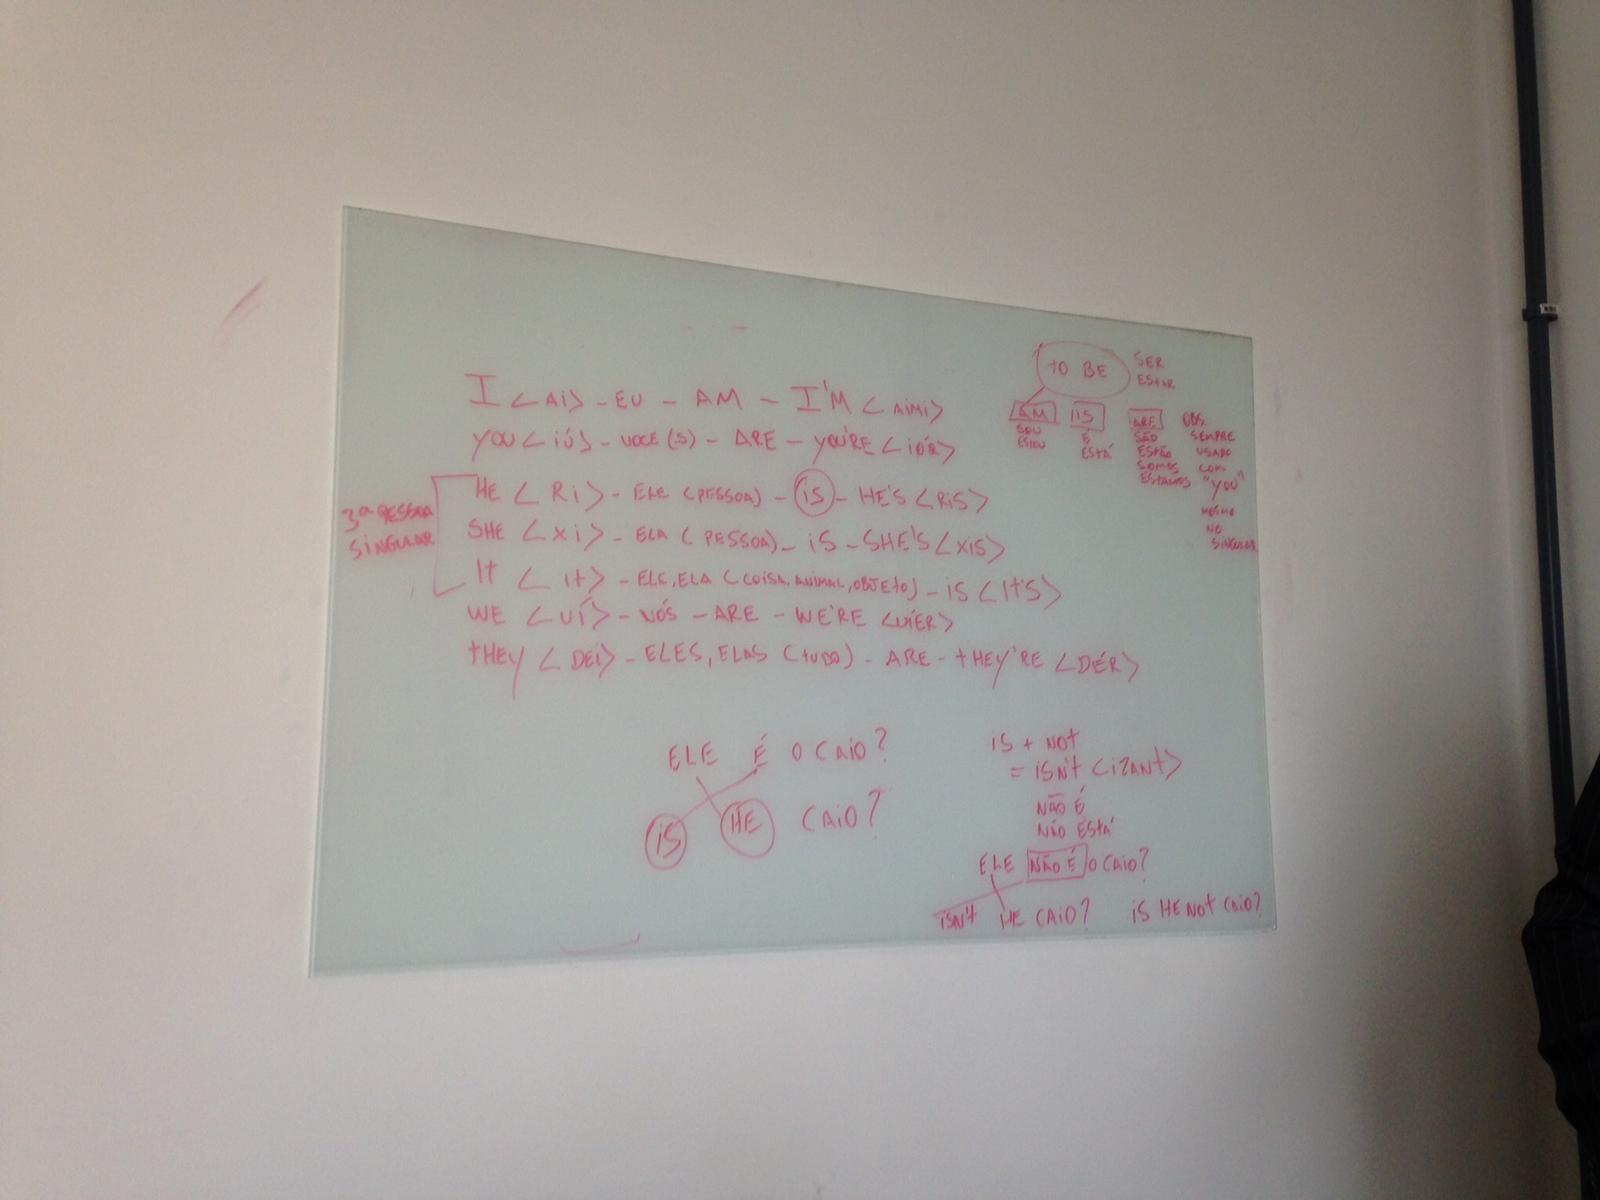 I <AI> - EU - AM - I'M <AIMI>
YOU <IÚ> - VOCE(S) - ARE - YOU'RE <IÓR>
3ª PESSOA
SINGULAR
HE <RI> - ELE (PESSOA) - IS - HE'S <RIS>
SHE <XI> - ELA (PESSOA) - IS - SHE'S <XIS>
IT <IT> - ELE, ELA (COISA, ANIMAL, OBJETO) - IS <IT'S>
WE <UÍ> - NÓS - ARE - WE'RE <UÍER>
THEY <DEI> - ELES, ELAS (TUDO) - ARE - THEY'RE <DÉR>
TO BE
SER
ESTAR
AM
SOU
ESTOU
IS
É
ESTÁ
ARE
SÃO
ESTÃO
SOMOS
ESTAMOS
OBS.
SEMPRE
USADO
COM
"YOU"
MESMO
NO
SINGULAR
ELE É O CAIO?
IS HE CAIO?
IS + NOT
= ISN'T <IZANT>
NÃO É
NÃO ESTÁ
ELE NÃO É O CAIO?
ISN'T HE CAIO? IS HE NOT CAIO?